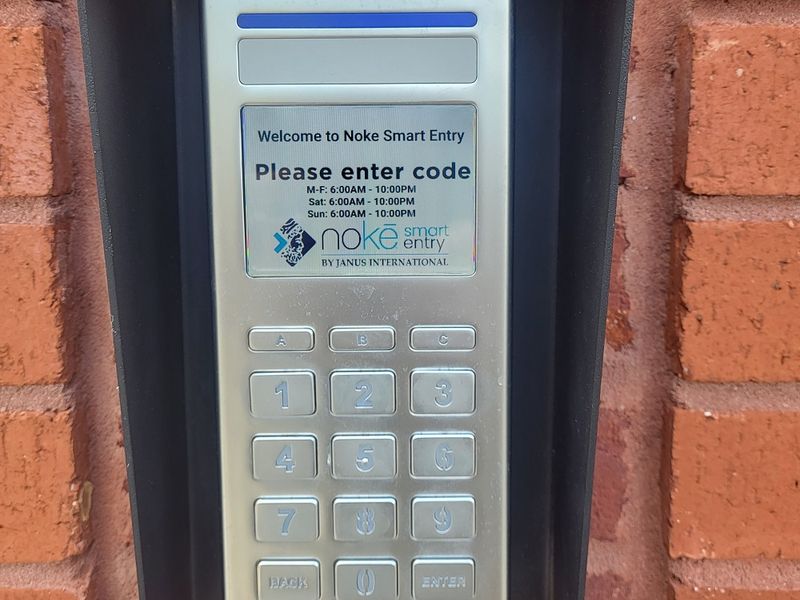 Welcome to Noke Smart Entry
Please enter code
M-F: 6:00AM - 10:00PM
Sat: 6:00AM - 10:00PM
Sun: 6:00AM - 10:00PM
nokē smart entry
BY JANUS INTERNATIONAL
A B C
1 2 3
4 5 6
7 8 9
BACK 0 ENTER